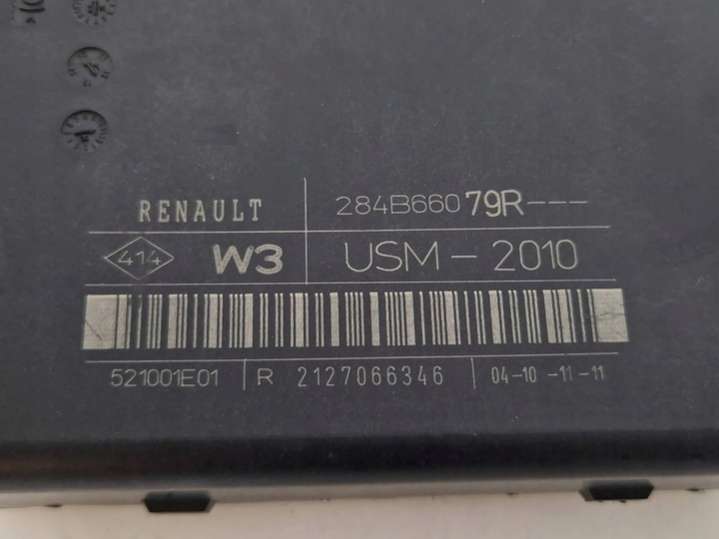 RENAULT 284B66079R---
414 W3 USM - 2010
521001E01 R 2127066346 04-10 -11-11